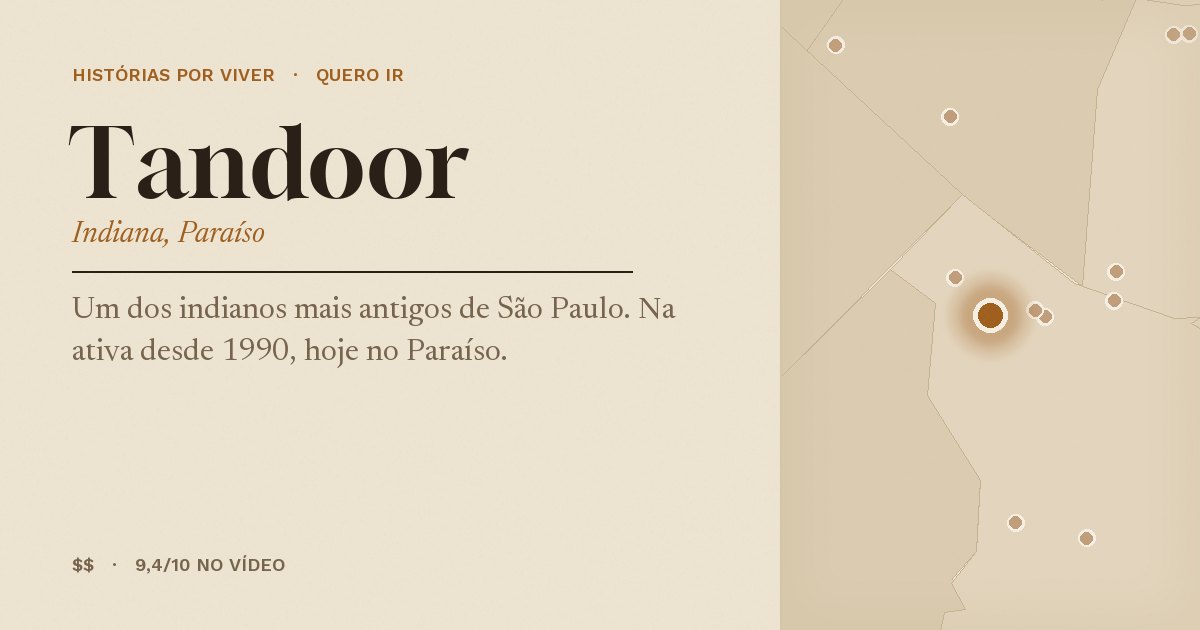 HISTÓRIAS POR VIVER · QUERO IR
Tandoor
Indiana, Paraíso
Um dos indianos mais antigos de São Paulo. Na
ativa desde 1990, hoje no Paraíso.
$$ · 9,4/10 NO VÍDEO